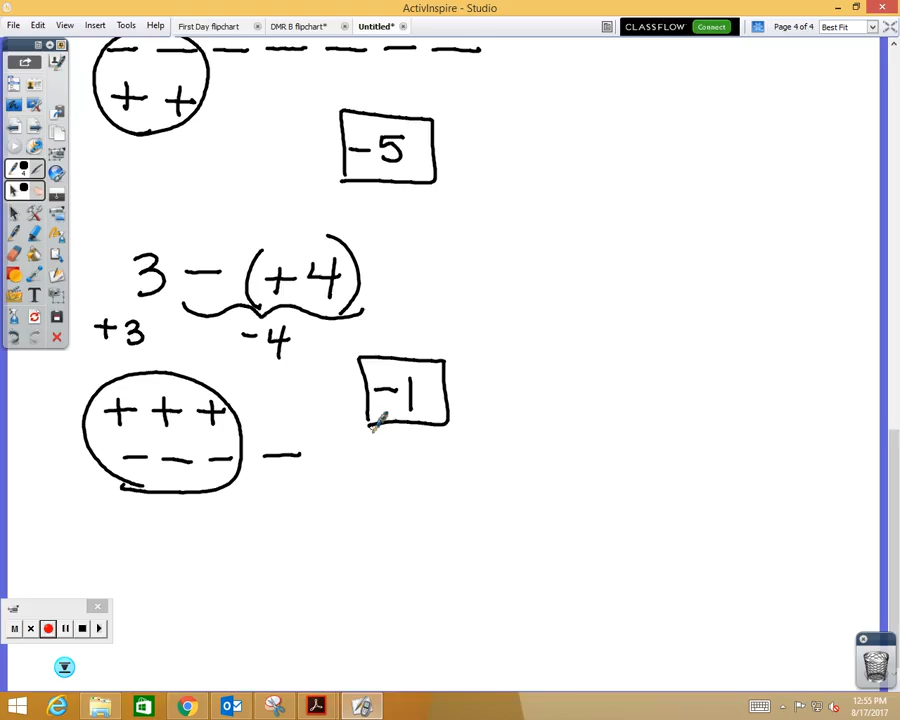 ActivInspire - Studio
File Edit View Insert Tools Help First Day flipchart DMR B flipchart* Untitled* CLASSFLOW Connect Page 4 of 4 Best Fit
— — — — — — —
+ +
-5
3 - (+4)
+3 -4
+ + +
-1
— — — —
4
T
M
12:55 PM
8/17/2017